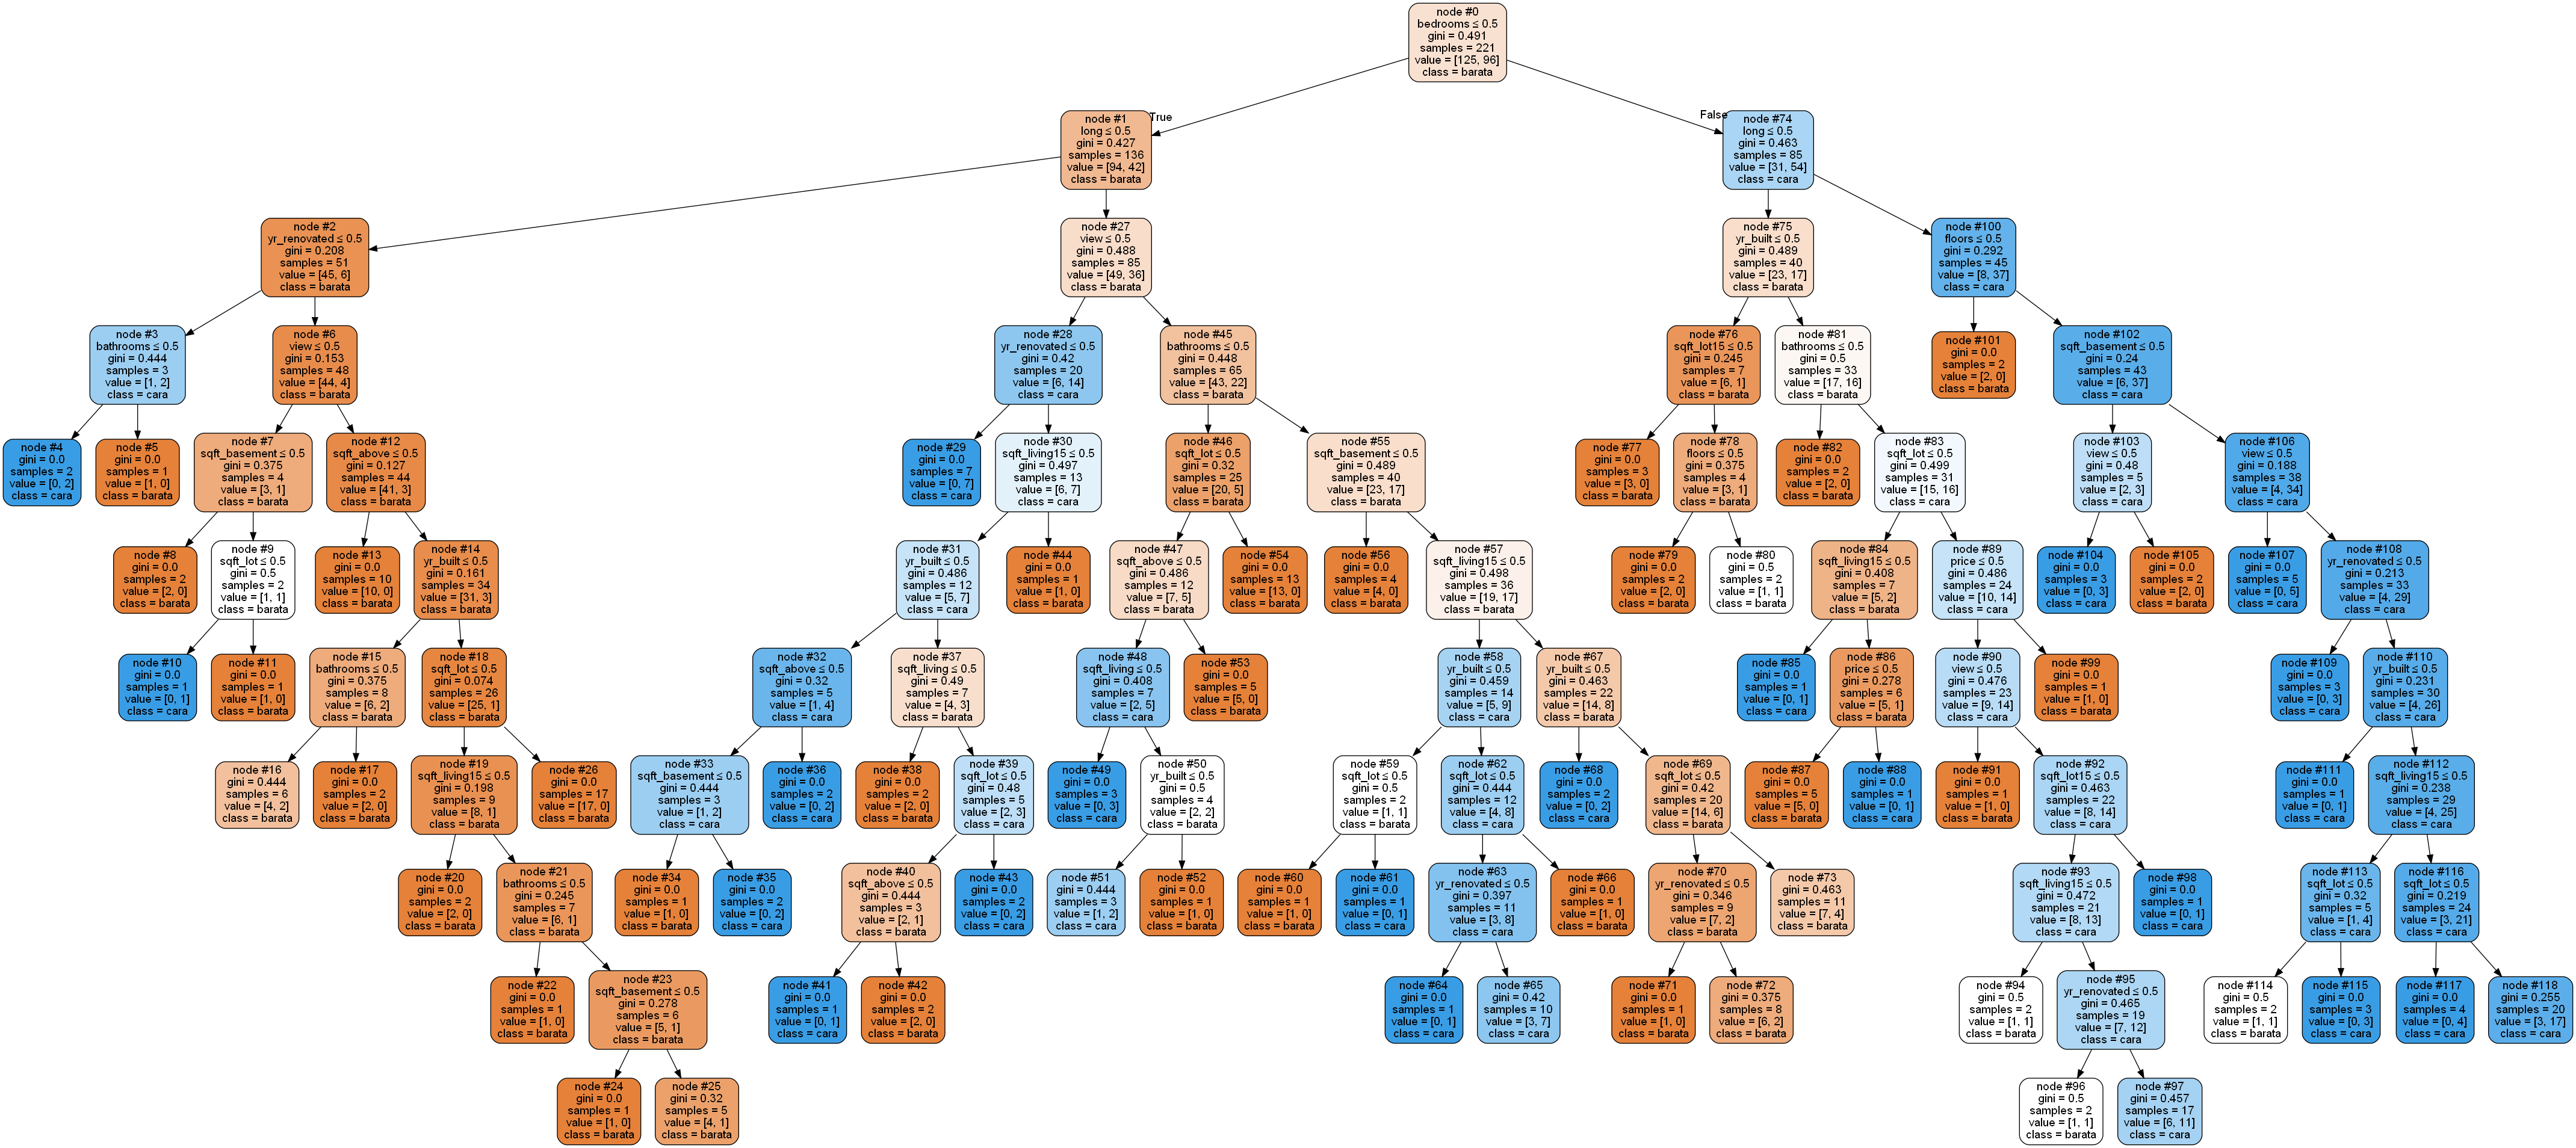 node #0
bedrooms ≤ 0.5
gini = 0.491
samples = 221
value = [125, 96]
class = barata
True
False
node #1
long ≤ 0.5
gini = 0.427
samples = 136
value = [94, 42]
class = barata
node #74
long ≤ 0.5
gini = 0.463
samples = 85
value = [31, 54]
class = cara
node #2
yr_renovated ≤ 0.5
gini = 0.208
samples = 51
value = [45, 6]
class = barata
node #27
view ≤ 0.5
gini = 0.488
samples = 85
value = [49, 36]
class = barata
node #75
yr_built ≤ 0.5
gini = 0.489
samples = 40
value = [23, 17]
class = barata
node #100
floors ≤ 0.5
gini = 0.292
samples = 45
value = [8, 37]
class = cara
node #3
bathrooms ≤ 0.5
gini = 0.444
samples = 3
value = [1, 2]
class = cara
node #6
view ≤ 0.5
gini = 0.153
samples = 48
value = [44, 4]
class = barata
node #28
yr_renovated ≤ 0.5
gini = 0.42
samples = 20
value = [6, 14]
class = cara
node #45
bathrooms ≤ 0.5
gini = 0.448
samples = 65
value = [43, 22]
class = barata
node #76
sqft_lot15 ≤ 0.5
gini = 0.245
samples = 7
value = [6, 1]
class = barata
node #81
bathrooms ≤ 0.5
gini = 0.5
samples = 33
value = [17, 16]
class = barata
node #101
gini = 0.0
samples = 2
value = [2, 0]
class = barata
node #102
sqft_basement ≤ 0.5
gini = 0.24
samples = 43
value = [6, 37]
class = cara
node #4
gini = 0.0
samples = 2
value = [0, 2]
class = cara
node #5
gini = 0.0
samples = 1
value = [1, 0]
class = barata
node #7
sqft_basement ≤ 0.5
gini = 0.375
samples = 4
value = [3, 1]
class = barata
node #12
sqft_above ≤ 0.5
gini = 0.127
samples = 44
value = [41, 3]
class = barata
node #29
gini = 0.0
samples = 7
value = [0, 7]
class = cara
node #30
sqft_living15 ≤ 0.5
gini = 0.497
samples = 13
value = [6, 7]
class = cara
node #46
sqft_lot ≤ 0.5
gini = 0.32
samples = 25
value = [20, 5]
class = barata
node #55
sqft_basement ≤ 0.5
gini = 0.489
samples = 40
value = [23, 17]
class = barata
node #77
gini = 0.0
samples = 3
value = [3, 0]
class = barata
node #78
floors ≤ 0.5
gini = 0.375
samples = 4
value = [3, 1]
class = barata
node #82
gini = 0.0
samples = 2
value = [2, 0]
class = barata
node #83
sqft_lot ≤ 0.5
gini = 0.499
samples = 31
value = [15, 16]
class = cara
node #103
view ≤ 0.5
gini = 0.48
samples = 5
value = [2, 3]
class = cara
node #106
view ≤ 0.5
gini = 0.188
samples = 38
value = [4, 34]
class = cara
node #8
gini = 0.0
samples = 2
value = [2, 0]
class = barata
node #9
sqft_lot ≤ 0.5
gini = 0.5
samples = 2
value = [1, 1]
class = barata
node #13
gini = 0.0
samples = 10
value = [10, 0]
class = barata
node #14
yr_built ≤ 0.5
gini = 0.161
samples = 34
value = [31, 3]
class = barata
node #31
yr_built ≤ 0.5
gini = 0.486
samples = 12
value = [5, 7]
class = cara
node #44
gini = 0.0
samples = 1
value = [1, 0]
class = barata
node #47
sqft_above ≤ 0.5
gini = 0.486
samples = 12
value = [7, 5]
class = barata
node #54
gini = 0.0
samples = 13
value = [13, 0]
class = barata
node #56
gini = 0.0
samples = 4
value = [4, 0]
class = barata
node #57
sqft_living15 ≤ 0.5
gini = 0.498
samples = 36
value = [19, 17]
class = barata
node #79
gini = 0.0
samples = 2
value = [2, 0]
class = barata
node #80
gini = 0.5
samples = 2
value = [1, 1]
class = barata
node #84
sqft_living15 ≤ 0.5
gini = 0.408
samples = 7
value = [5, 2]
class = barata
node #89
price ≤ 0.5
gini = 0.486
samples = 24
value = [10, 14]
class = cara
node #104
gini = 0.0
samples = 3
value = [0, 3]
class = cara
node #105
gini = 0.0
samples = 2
value = [2, 0]
class = barata
node #107
gini = 0.0
samples = 5
value = [0, 5]
class = cara
node #108
yr_renovated ≤ 0.5
gini = 0.213
samples = 33
value = [4, 29]
class = cara
node #10
gini = 0.0
samples = 1
value = [0, 1]
class = cara
node #11
gini = 0.0
samples = 1
value = [1, 0]
class = barata
node #15
bathrooms ≤ 0.5
gini = 0.375
samples = 8
value = [6, 2]
class = barata
node #18
sqft_lot ≤ 0.5
gini = 0.074
samples = 26
value = [25, 1]
class = barata
node #32
sqft_above ≤ 0.5
gini = 0.32
samples = 5
value = [1, 4]
class = cara
node #37
sqft_living ≤ 0.5
gini = 0.49
samples = 7
value = [4, 3]
class = barata
node #48
sqft_living ≤ 0.5
gini = 0.408
samples = 7
value = [2, 5]
class = cara
node #53
gini = 0.0
samples = 5
value = [5, 0]
class = barata
node #58
yr_built ≤ 0.5
gini = 0.459
samples = 14
value = [5, 9]
class = cara
node #67
yr_built ≤ 0.5
gini = 0.463
samples = 22
value = [14, 8]
class = barata
node #85
gini = 0.0
samples = 1
value = [0, 1]
class = cara
node #86
price ≤ 0.5
gini = 0.278
samples = 6
value = [5, 1]
class = barata
node #90
view ≤ 0.5
gini = 0.476
samples = 23
value = [9, 14]
class = cara
node #99
gini = 0.0
samples = 1
value = [1, 0]
class = barata
node #109
gini = 0.0
samples = 3
value = [0, 3]
class = cara
node #110
yr_built ≤ 0.5
gini = 0.231
samples = 30
value = [4, 26]
class = cara
node #16
gini = 0.444
samples = 6
value = [4, 2]
class = barata
node #17
gini = 0.0
samples = 2
value = [2, 0]
class = barata
node #19
sqft_living15 ≤ 0.5
gini = 0.198
samples = 9
value = [8, 1]
class = barata
node #26
gini = 0.0
samples = 17
value = [17, 0]
class = barata
node #33
sqft_basement ≤ 0.5
gini = 0.444
samples = 3
value = [1, 2]
class = cara
node #36
gini = 0.0
samples = 2
value = [0, 2]
class = cara
node #38
gini = 0.0
samples = 2
value = [2, 0]
class = barata
node #39
sqft_lot ≤ 0.5
gini = 0.48
samples = 5
value = [2, 3]
class = cara
node #49
gini = 0.0
samples = 3
value = [0, 3]
class = cara
node #50
yr_built ≤ 0.5
gini = 0.5
samples = 4
value = [2, 2]
class = barata
node #59
sqft_lot ≤ 0.5
gini = 0.5
samples = 2
value = [1, 1]
class = barata
node #62
sqft_lot ≤ 0.5
gini = 0.444
samples = 12
value = [4, 8]
class = cara
node #68
gini = 0.0
samples = 2
value = [0, 2]
class = cara
node #69
sqft_lot ≤ 0.5
gini = 0.42
samples = 20
value = [14, 6]
class = barata
node #87
gini = 0.0
samples = 5
value = [5, 0]
class = barata
node #88
gini = 0.0
samples = 1
value = [0, 1]
class = cara
node #91
gini = 0.0
samples = 1
value = [1, 0]
class = barata
node #92
sqft_lot15 ≤ 0.5
gini = 0.463
samples = 22
value = [8, 14]
class = cara
node #111
gini = 0.0
samples = 1
value = [0, 1]
class = cara
node #112
sqft_living15 ≤ 0.5
gini = 0.238
samples = 29
value = [4, 25]
class = cara
node #20
gini = 0.0
samples = 2
value = [2, 0]
class = barata
node #21
bathrooms ≤ 0.5
gini = 0.245
samples = 7
value = [6, 1]
class = barata
node #34
gini = 0.0
samples = 1
value = [1, 0]
class = barata
node #35
gini = 0.0
samples = 2
value = [0, 2]
class = cara
node #40
sqft_above ≤ 0.5
gini = 0.444
samples = 3
value = [2, 1]
class = barata
node #43
gini = 0.0
samples = 2
value = [0, 2]
class = cara
node #51
gini = 0.444
samples = 3
value = [1, 2]
class = cara
node #52
gini = 0.0
samples = 1
value = [1, 0]
class = barata
node #60
gini = 0.0
samples = 1
value = [1, 0]
class = barata
node #61
gini = 0.0
samples = 1
value = [0, 1]
class = cara
node #63
yr_renovated ≤ 0.5
gini = 0.397
samples = 11
value = [3, 8]
class = cara
node #66
gini = 0.0
samples = 1
value = [1, 0]
class = barata
node #70
yr_renovated ≤ 0.5
gini = 0.346
samples = 9
value = [7, 2]
class = barata
node #73
gini = 0.463
samples = 11
value = [7, 4]
class = barata
node #93
sqft_living15 ≤ 0.5
gini = 0.472
samples = 21
value = [8, 13]
class = cara
node #98
gini = 0.0
samples = 1
value = [0, 1]
class = cara
node #113
sqft_lot ≤ 0.5
gini = 0.32
samples = 5
value = [1, 4]
class = cara
node #116
sqft_lot ≤ 0.5
gini = 0.219
samples = 24
value = [3, 21]
class = cara
node #22
gini = 0.0
samples = 1
value = [1, 0]
class = barata
node #23
sqft_basement ≤ 0.5
gini = 0.278
samples = 6
value = [5, 1]
class = barata
node #41
gini = 0.0
samples = 1
value = [0, 1]
class = cara
node #42
gini = 0.0
samples = 2
value = [2, 0]
class = barata
node #64
gini = 0.0
samples = 1
value = [0, 1]
class = cara
node #65
gini = 0.42
samples = 10
value = [3, 7]
class = cara
node #71
gini = 0.0
samples = 1
value = [1, 0]
class = barata
node #72
gini = 0.375
samples = 8
value = [6, 2]
class = barata
node #94
gini = 0.5
samples = 2
value = [1, 1]
class = barata
node #95
yr_renovated ≤ 0.5
gini = 0.465
samples = 19
value = [7, 12]
class = cara
node #114
gini = 0.5
samples = 2
value = [1, 1]
class = barata
node #115
gini = 0.0
samples = 3
value = [0, 3]
class = cara
node #117
gini = 0.0
samples = 4
value = [0, 4]
class = cara
node #118
gini = 0.255
samples = 20
value = [3, 17]
class = cara
node #24
gini = 0.0
samples = 1
value = [1, 0]
class = barata
node #25
gini = 0.32
samples = 5
value = [4, 1]
class = barata
node #96
gini = 0.5
samples = 2
value = [1, 1]
class = barata
node #97
gini = 0.457
samples = 17
value = [6, 11]
class = cara